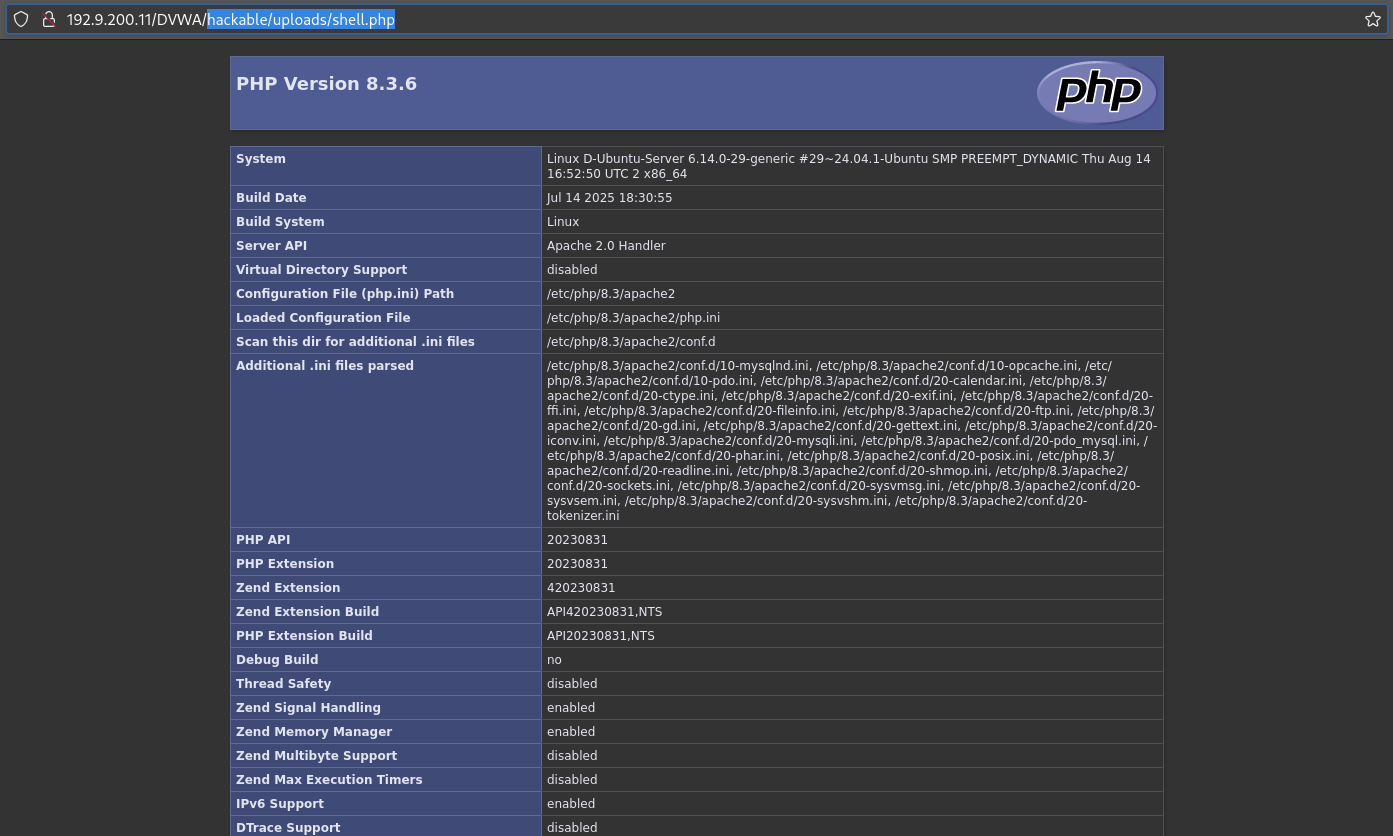 192.9.200.11/DVWA/hackable/uploads/shell.php
PHP Version 8.3.6
php
System
Linux D-Ubuntu-Server 6.14.0-29-generic #29~24.04.1-Ubuntu SMP PREEMPT_DYNAMIC Thu Aug 14
16:52:50 UTC 2 x86_64
Build Date
Jul 14 2025 18:30:55
Build System
Linux
Server API
Apache 2.0 Handler
Virtual Directory Support
disabled
Configuration File (php.ini) Path
/etc/php/8.3/apache2
Loaded Configuration File
/etc/php/8.3/apache2/php.ini
Scan this dir for additional .ini files
/etc/php/8.3/apache2/conf.d
Additional .ini files parsed
/etc/php/8.3/apache2/conf.d/10-mysqlnd.ini, /etc/php/8.3/apache2/conf.d/10-opcache.ini, /etc/
php/8.3/apache2/conf.d/10-pdo.ini, /etc/php/8.3/apache2/conf.d/20-calendar.ini, /etc/php/8.3/
apache2/conf.d/20-ctype.ini, /etc/php/8.3/apache2/conf.d/20-exif.ini, /etc/php/8.3/apache2/conf.d/20-
ffi.ini, /etc/php/8.3/apache2/conf.d/20-fileinfo.ini, /etc/php/8.3/apache2/conf.d/20-ftp.ini, /etc/php/8.3/
apache2/conf.d/20-gd.ini, /etc/php/8.3/apache2/conf.d/20-gettext.ini, /etc/php/8.3/apache2/conf.d/20-
iconv.ini, /etc/php/8.3/apache2/conf.d/20-mysqli.ini, /etc/php/8.3/apache2/conf.d/20-pdo_mysql.ini, /
etc/php/8.3/apache2/conf.d/20-phar.ini, /etc/php/8.3/apache2/conf.d/20-posix.ini, /etc/php/8.3/
apache2/conf.d/20-readline.ini, /etc/php/8.3/apache2/conf.d/20-shmop.ini, /etc/php/8.3/apache2/
conf.d/20-sockets.ini, /etc/php/8.3/apache2/conf.d/20-sysvmsg.ini, /etc/php/8.3/apache2/conf.d/20-
sysvsem.ini, /etc/php/8.3/apache2/conf.d/20-sysvshm.ini, /etc/php/8.3/apache2/conf.d/20-
tokenizer.ini
PHP API
20230831
PHP Extension
20230831
Zend Extension
420230831
Zend Extension Build
API420230831,NTS
PHP Extension Build
API20230831,NTS
Debug Build
no
Thread Safety
disabled
Zend Signal Handling
enabled
Zend Memory Manager
enabled
Zend Multibyte Support
disabled
Zend Max Execution Timers
disabled
IPv6 Support
enabled
DTrace Support
disabled